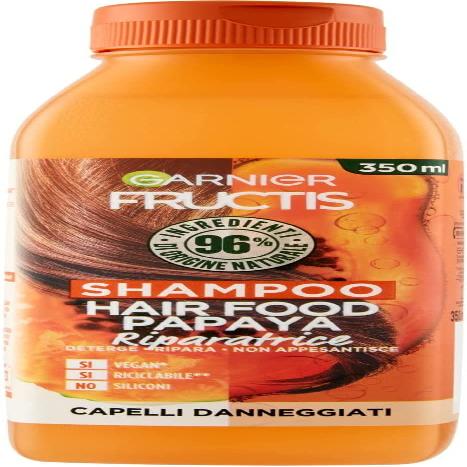 350 ml
GARNIER
FRUCTIS
INGREDIENTI
96%
ORIGINE NATURALE
SHAMPOO
HAIR FOOD
PAPAYA
Riparatrice
DETERGE - RIPARA - NON APPESANTISCE
SI VEGAN*
SI RICICLABILE**
NO SILICONI
CAPELLI DANNEGGIATI